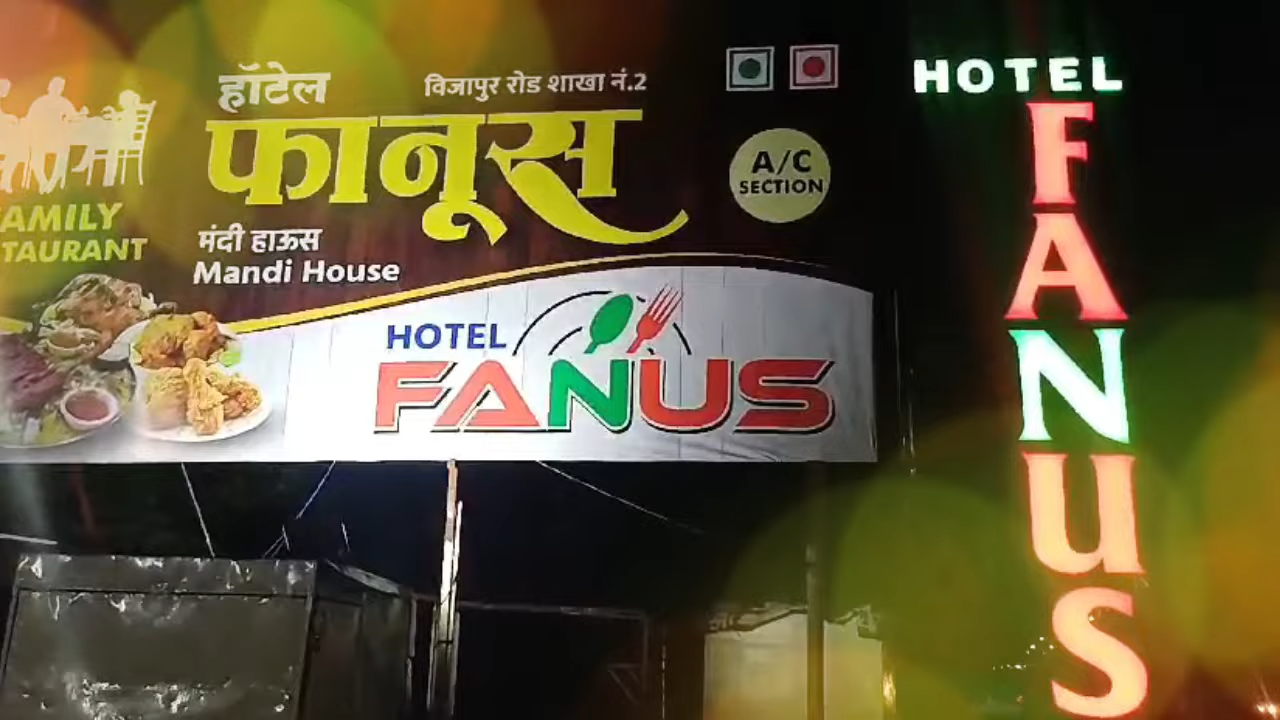 हॉटेल
विजापुर रोड शाखा नं.2
फानूस
A/C
SECTION
AMILY
TAURANT
मंदी हाऊस
Mandi House
HOTEL
FANUS
HOTEL
FANUS